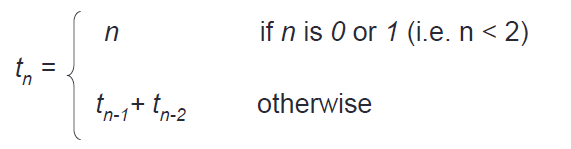 n if n is 0 or 1 (i.e. n < 2)
tₙ =
tₙ₋₁ + tₙ₋₂ otherwise